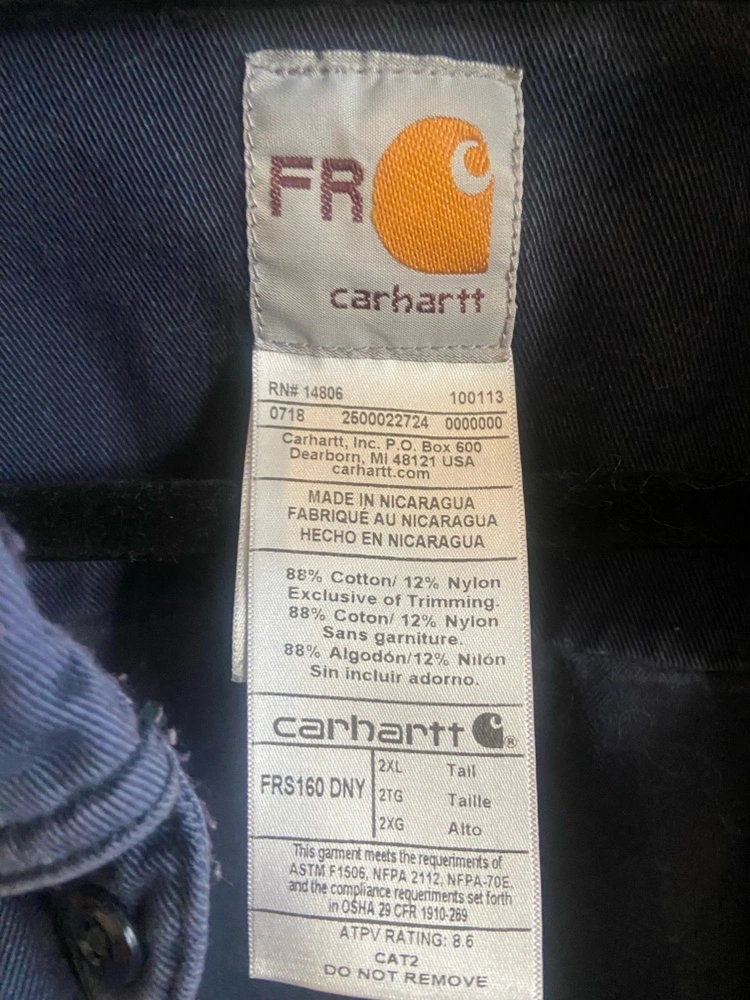 FR
carhartt
RN# 14806 100113
0718 2500022724 0000000
Carhartt, Inc. P.O. Box 600
Dearborn, MI 48121 USA
carhartt.com
MADE IN NICARAGUA
FABRIQUÉ AU NICARAGUA
HECHO EN NICARAGUA
88% Cotton/ 12% Nylon
Exclusive of Trimming.
88% Coton/ 12% Nylon
Sans garniture.
88% Algodón/12% Nilón
Sin incluir adorno.
carhartt ®
FRS160 DNY
2XL Tall
2TG Taille
2XG Alto
This garment meets the requeriments of
ASTM F1506, NFPA 2112, NFPA-70E,
and the compliance requeriments set forth
in OSHA 29 CFR 1910-269
ATPV RATING: 8.6
CAT2
DO NOT REMOVE